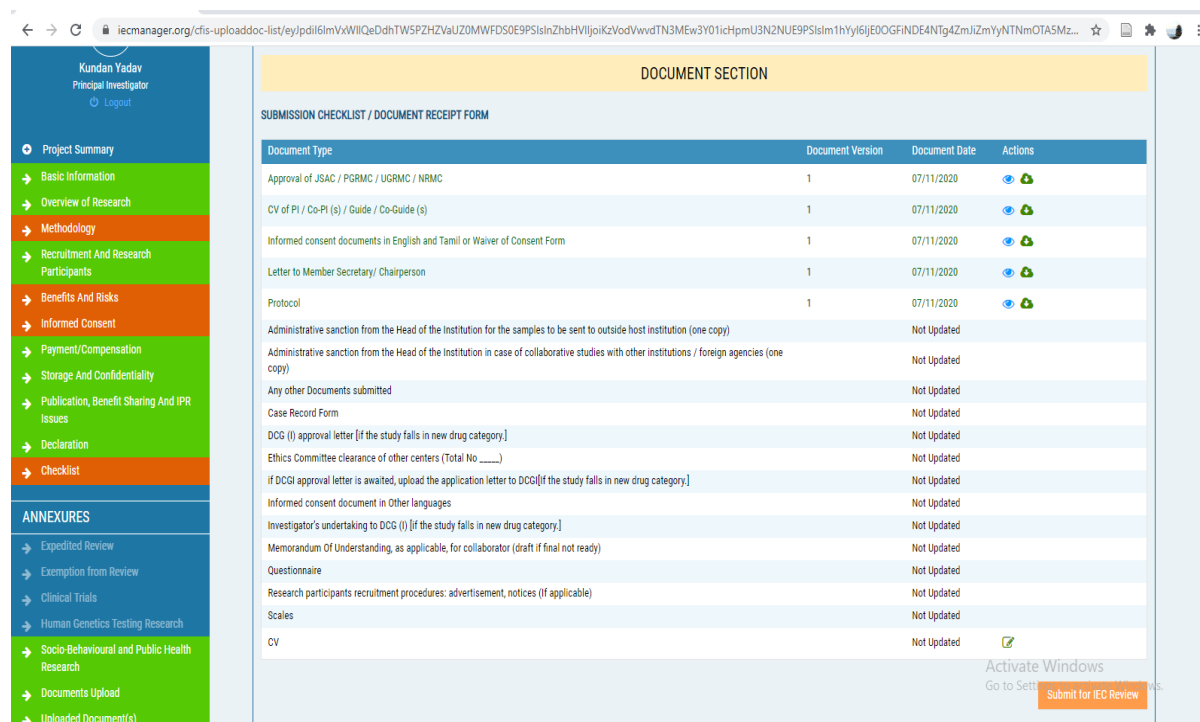 iecmanager.org/cfis-uploaddoc-list/
Kundan Yadav
Principal Investigator
Logout
Project Summary
Basic Information
Overview of Research
Methodology
Recruitment And Research
Participants
Benefits And Risks
Informed Consent
Payment/Compensation
Storage And Confidentiality
Publication, Benefit Sharing And IPR
Issues
Declaration
Checklist
ANNEXURES
Expedited Review
Exemption from Review
Clinical Trials
Human Genetics Testing Research
Socio-Behavioural and Public Health
Research
Documents Upload
Uploaded Document(s)
DOCUMENT SECTION
SUBMISSION CHECKLIST / DOCUMENT RECEIPT FORM
Document Type Document Version Document Date Actions
Approval of JSAC / PGRMC / UGRMC / NRMC 1 07/11/2020
CV of PI / Co-PI (s) / Guide / Co-Guide (s) 1 07/11/2020
Informed consent documents in English and Tamil or Waiver of Consent Form 1 07/11/2020
Letter to Member Secretary/ Chairperson 1 07/11/2020
Protocol 1 07/11/2020
Administrative sanction from the Head of the Institution for the samples to be sent to outside host institution (one copy) Not Updated
Administrative sanction from the Head of the Institution in case of collaborative studies with other institutions / foreign agencies (one
copy) Not Updated
Any other Documents submitted Not Updated
Case Record Form Not Updated
DCG (I) approval letter [if the study falls in new drug category.] Not Updated
Ethics Committee clearance of other centers (Total No _____) Not Updated
if DCGI approval letter is awaited, upload the application letter to DCGI[if the study falls in new drug category.] Not Updated
Informed consent document in Other languages Not Updated
Investigator's undertaking to DCG (I) [if the study falls in new drug category.] Not Updated
Memorandum Of Understanding, as applicable, for collaborator (draft if final not ready) Not Updated
Questionnaire Not Updated
Research participants recruitment procedures: advertisement, notices (If applicable) Not Updated
Scales Not Updated
CV Not Updated
Activate Windows
Go to
Submit for IEC Review